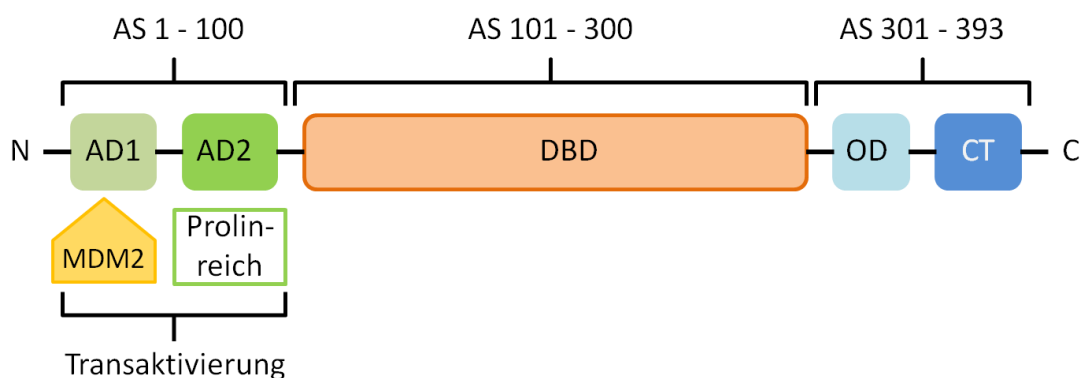 AS 1 - 100 AS 101 - 300 AS 301 - 393
N AD1 AD2 DBD OD CT C
MDM2
Prolin-
reich
Transaktivierung